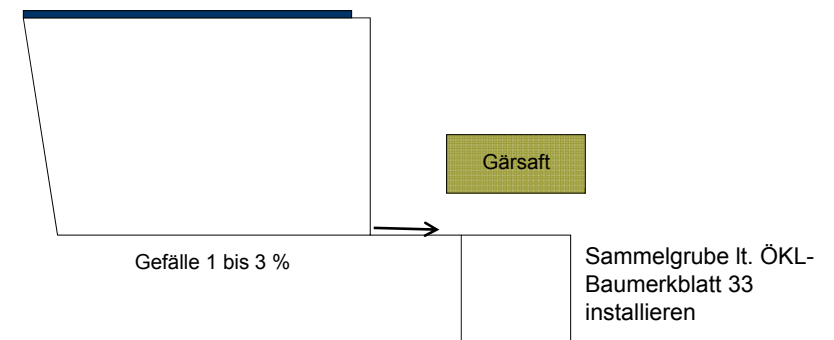 Gärsaft
Gefälle 1 bis 3 %
Sammelgrube lt. ÖKL-
Baumerkblatt 33
installieren